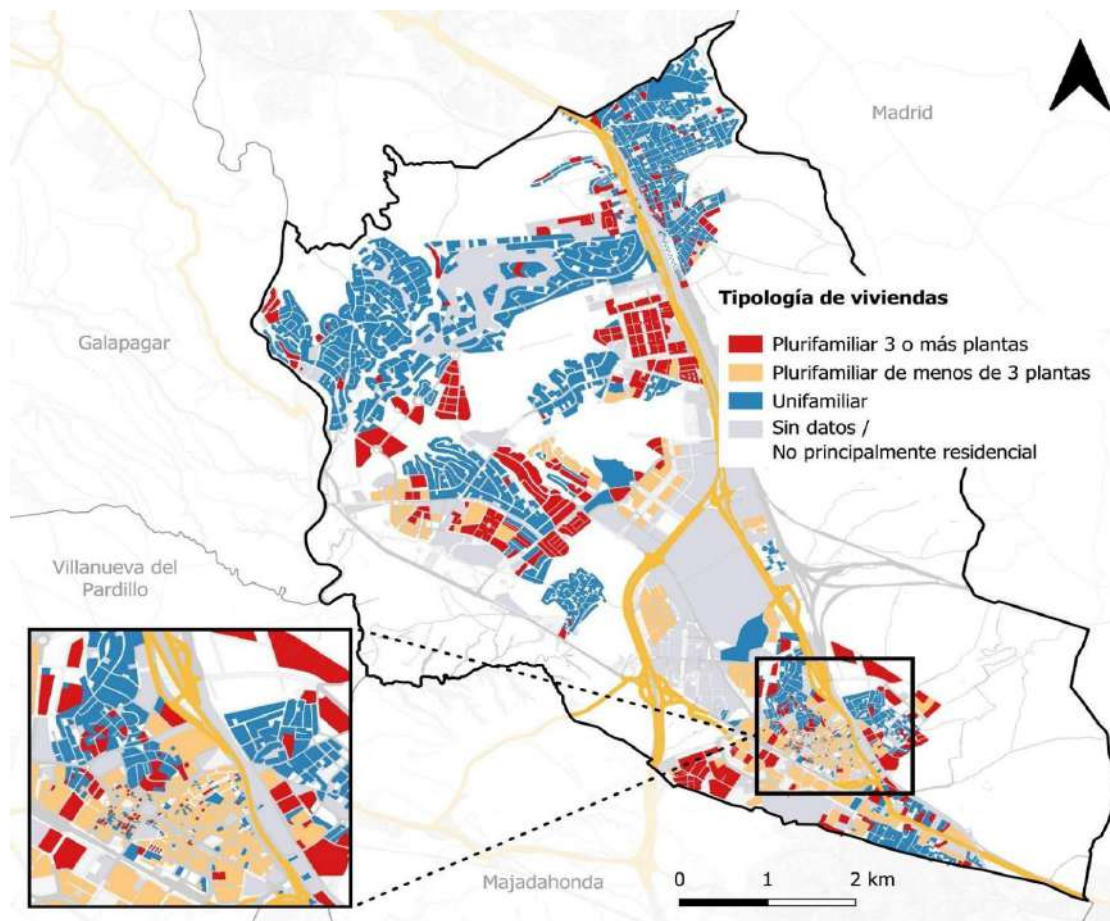 Madrid
Tipología de viviendas
Plurifamiliar 3 o más plantas
Plurifamiliar de menos de 3 plantas
Unifamiliar
Sin datos /
No principalmente residencial
Galapagar
Villanueva del
Pardillo
Majadahonda
0 1 2 km